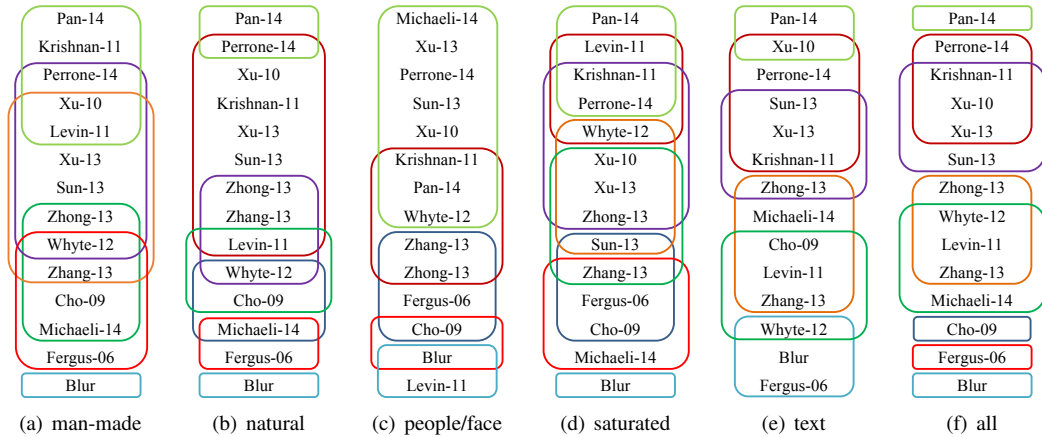 Pan-14
Krishnan-11
Perrone-14
Xu-10
Levin-11
Xu-13
Sun-13
Zhong-13
Whyte-12
Zhang-13
Cho-09
Michaeli-14
Fergus-06
Blur
(a) man-made
Pan-14
Perrone-14
Xu-10
Krishnan-11
Xu-13
Sun-13
Zhong-13
Zhang-13
Levin-11
Whyte-12
Cho-09
Michaeli-14
Fergus-06
Blur
(b) natural
Michaeli-14
Xu-13
Perrone-14
Sun-13
Xu-10
Krishnan-11
Pan-14
Whyte-12
Zhang-13
Zhong-13
Fergus-06
Cho-09
Blur
Levin-11
(c) people/face
Pan-14
Levin-11
Krishnan-11
Perrone-14
Whyte-12
Xu-10
Xu-13
Zhong-13
Sun-13
Zhang-13
Fergus-06
Cho-09
Michaeli-14
Blur
(d) saturated
Pan-14
Xu-10
Perrone-14
Sun-13
Xu-13
Krishnan-11
Zhong-13
Michaeli-14
Cho-09
Levin-11
Zhang-13
Whyte-12
Blur
Fergus-06
(e) text
Pan-14
Perrone-14
Krishnan-11
Xu-10
Xu-13
Sun-13
Zhong-13
Whyte-12
Levin-11
Zhang-13
Michaeli-14
Cho-09
Fergus-06
Blur
(f) all